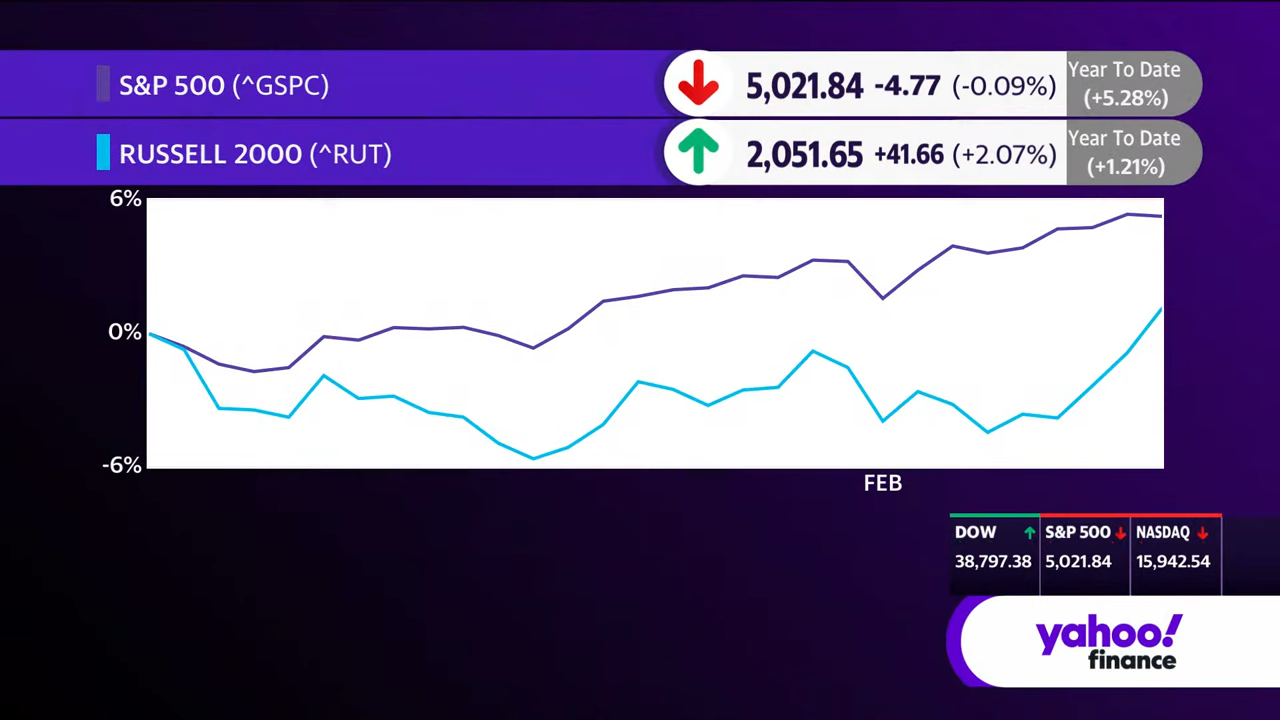 S&P 500 (^GSPC) 5,021.84 -4.77 (-0.09%) Year To Date (+5.28%)
RUSSELL 2000 (^RUT) 2,051.65 +41.66 (+2.07%) Year To Date (+1.21%)
6%
0%
-6%
FEB
DOW S&P 500 NASDAQ
38,797.38 5,021.84 15,942.54
yahoo!
finance